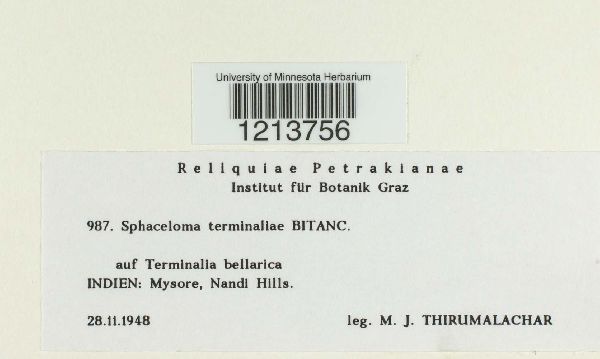 University of Minnesota Herbarium
1213756
Reliquiae Petrakianae
Institut für Botanik Graz
987. Sphaceloma terminaliae BITANC.
auf Terminalia bellarica
INDIEN: Mysore, Nandi Hills.
28.11.1948 leg. M. J. THIRUMALACHAR